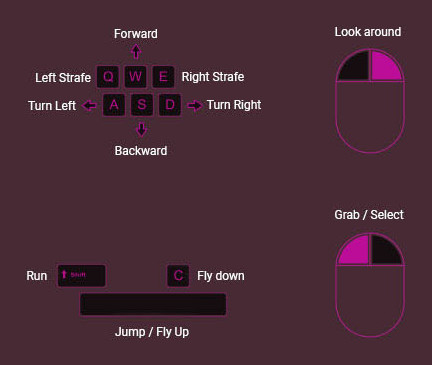 Forward
Look around
Left Strafe Q W E Right Strafe
Turn Left A S D Turn Right
Backward
Grab / Select
Run Shift C Fly down
Jump / Fly Up